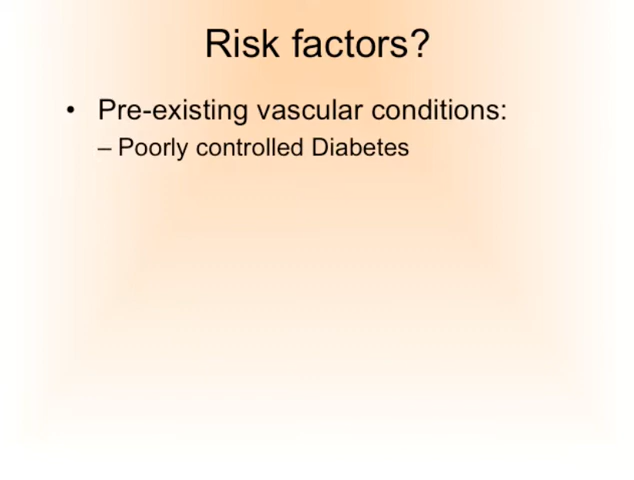 Risk factors?
• Pre-existing vascular conditions:
– Poorly controlled Diabetes